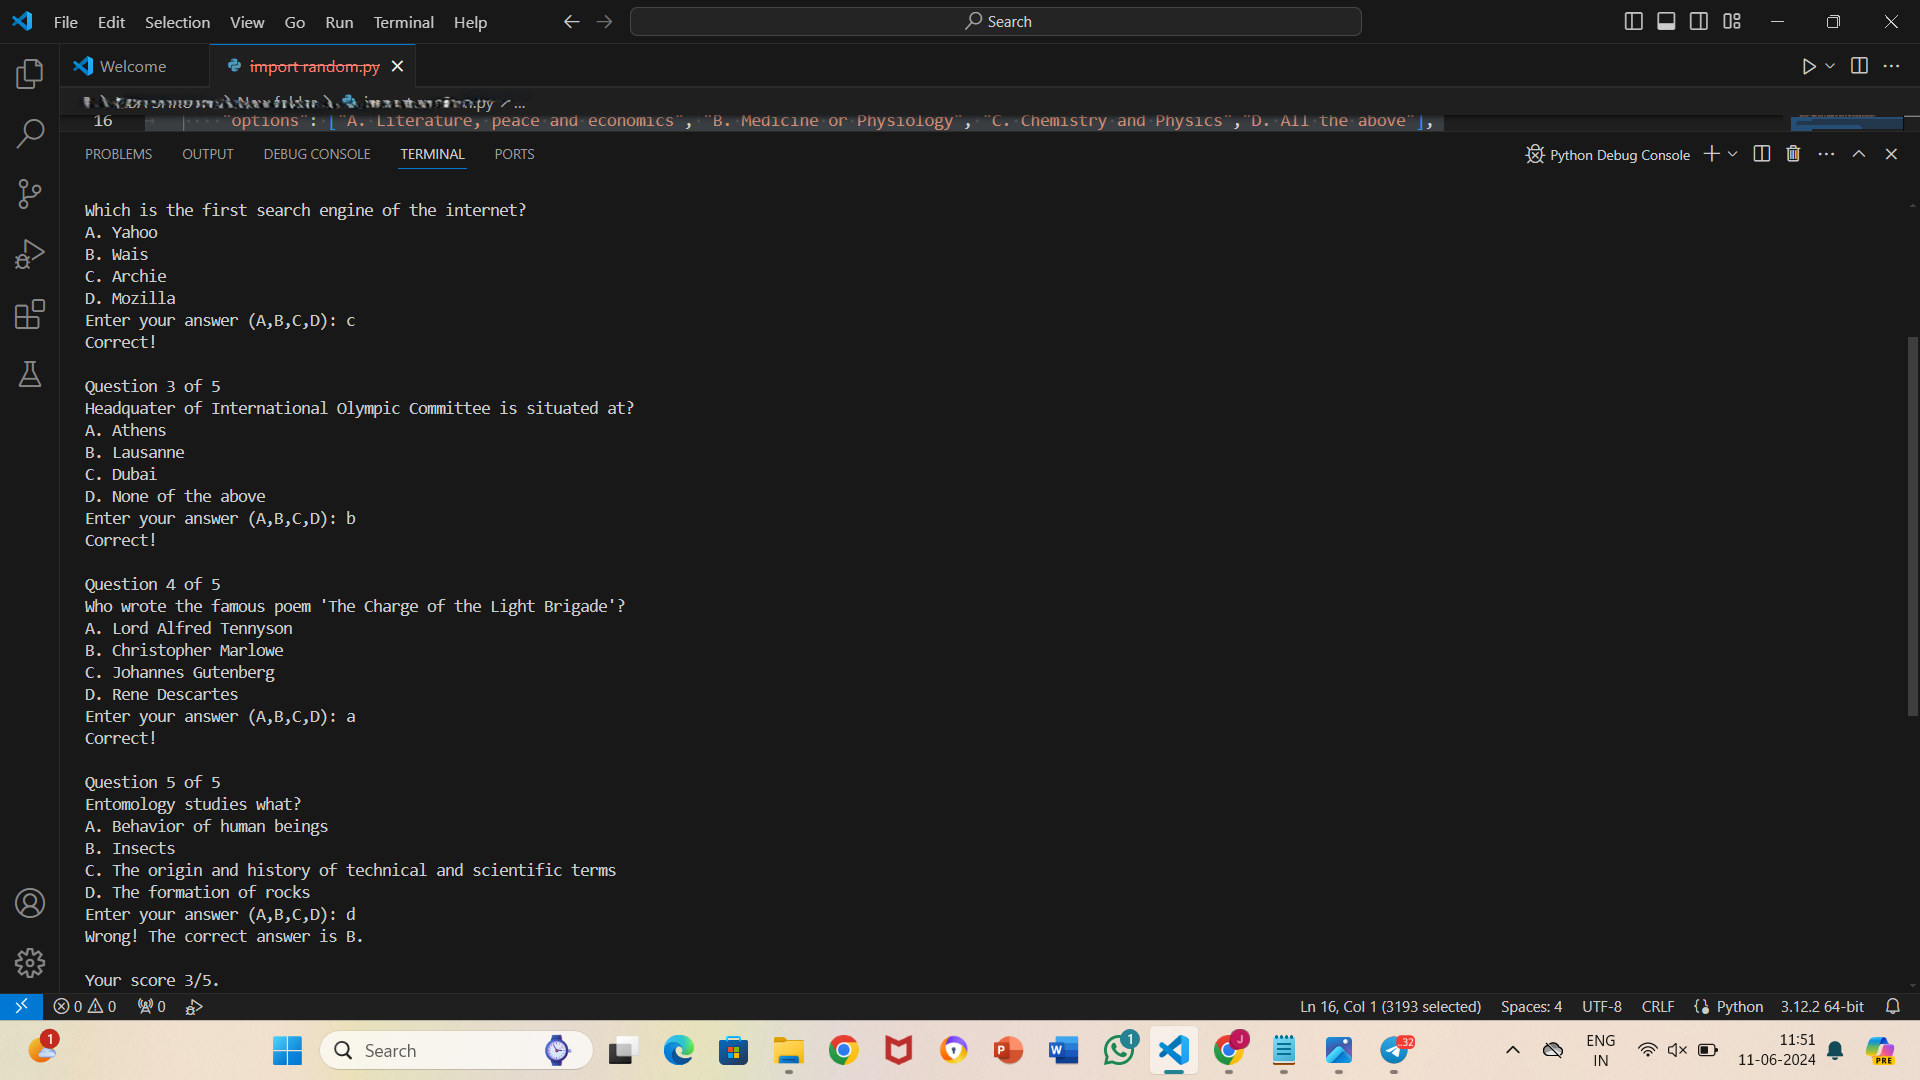 File Edit Selection View Go Run Terminal Help
Search
Welcome
import random.py
.py ...
16 "options": ["A. Literature, peace and economics", "B. Medicine or Physiology", "C. Chemistry and Physics","D. All the above"],
PROBLEMS OUTPUT DEBUG CONSOLE TERMINAL PORTS
Python Debug Console
Which is the first search engine of the internet?
A. Yahoo
B. Wais
C. Archie
D. Mozilla
Enter your answer (A,B,C,D): c
Correct!
Question 3 of 5
Headquater of International Olympic Committee is situated at?
A. Athens
B. Lausanne
C. Dubai
D. None of the above
Enter your answer (A,B,C,D): b
Correct!
Question 4 of 5
Who wrote the famous poem 'The Charge of the Light Brigade'?
A. Lord Alfred Tennyson
B. Christopher Marlowe
C. Johannes Gutenberg
D. Rene Descartes
Enter your answer (A,B,C,D): a
Correct!
Question 5 of 5
Entomology studies what?
A. Behavior of human beings
B. Insects
C. The origin and history of technical and scientific terms
D. The formation of rocks
Enter your answer (A,B,C,D): d
Wrong! The correct answer is B.
Your score 3/5.
0 0 0 Ln 16, Col 1 (3193 selected) Spaces: 4 UTF-8 CRLF Python 3.12.2 64-bit
1
Search
1
J
32
ENG
IN
11:51
11-06-2024
PRE